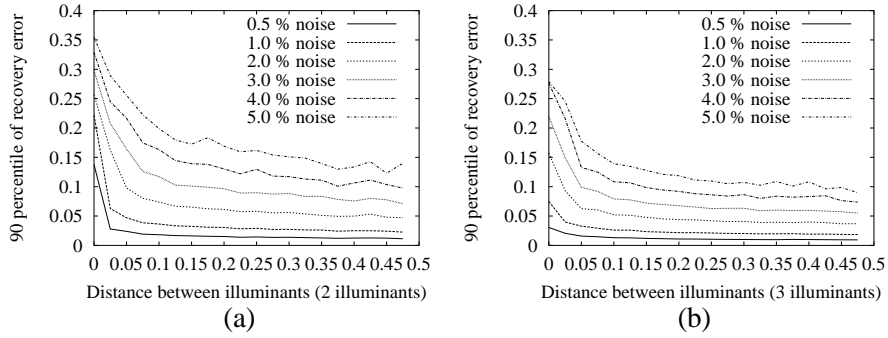 0.4
0.35
0.3
0.25
0.2
0.15
0.1
0.05
0
90 percentile of recovery error
0.5 % noise
1.0 % noise
2.0 % noise
3.0 % noise
4.0 % noise
5.0 % noise
0 0.05 0.1 0.15 0.2 0.25 0.3 0.35 0.4 0.45 0.5
Distance between illuminants (2 illuminants)
(a)
0.4
0.35
0.3
0.25
0.2
0.15
0.1
0.05
0
90 percentile of recovery error
0.5 % noise
1.0 % noise
2.0 % noise
3.0 % noise
4.0 % noise
5.0 % noise
0 0.05 0.1 0.15 0.2 0.25 0.3 0.35 0.4 0.45 0.5
Distance between illuminants (3 illuminants)
(b)